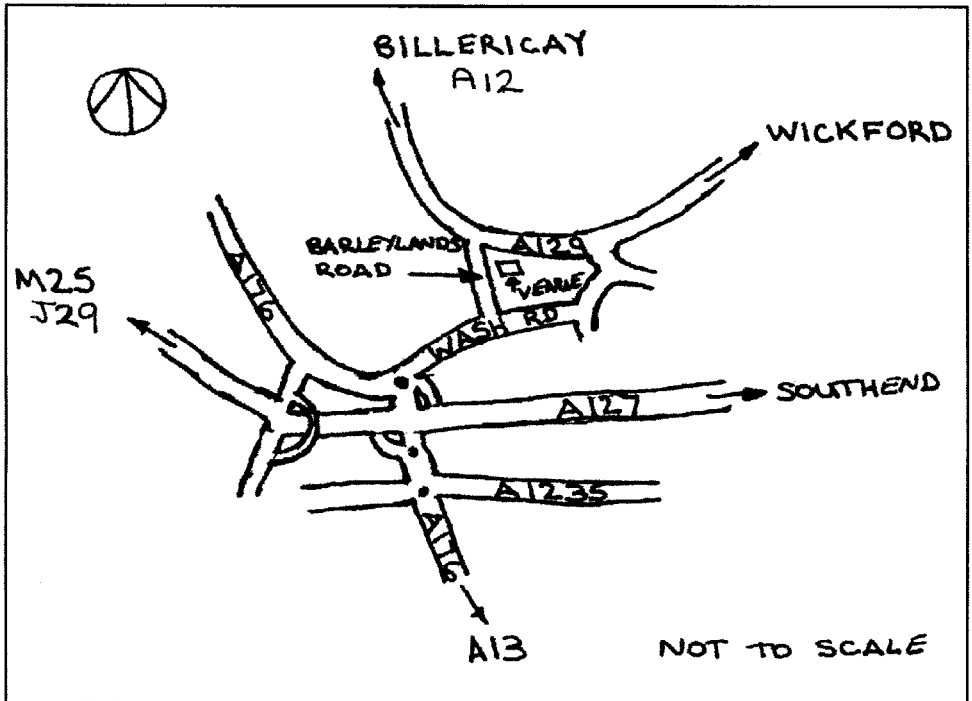 BILLERICAY
A12
WICKFORD
BARLEYLANDS
ROAD
A129
VENUE
A176
M25
J29
WASH RD
SOUTHEND
A127
A1235
A176
A13
NOT TO SCALE